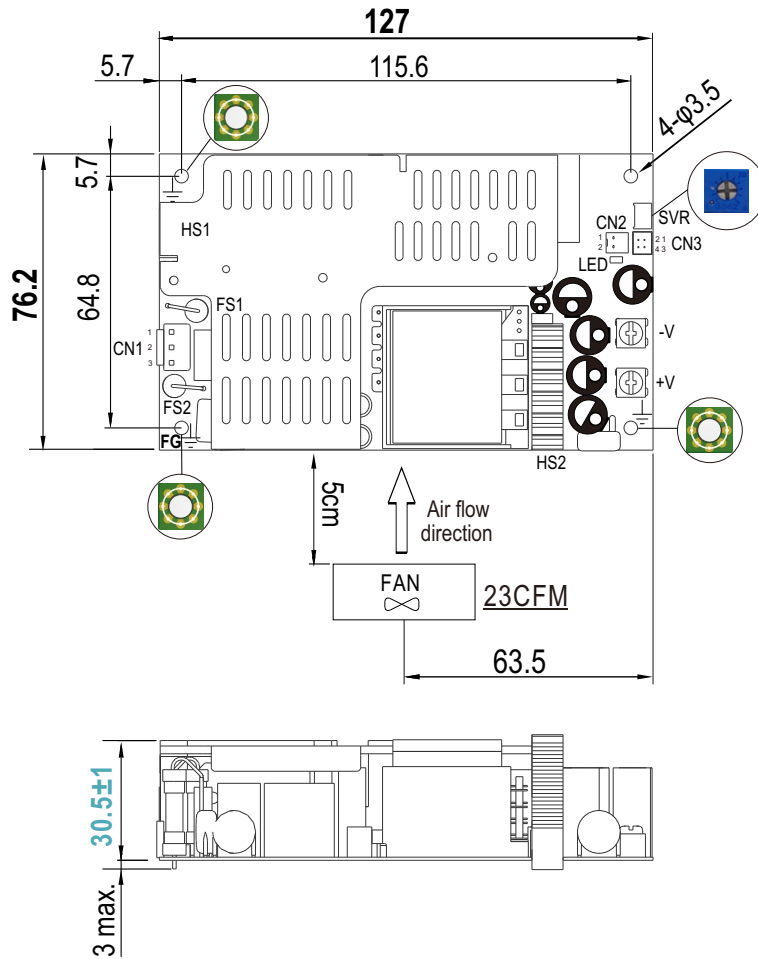 127
5.7
115.6
4-φ3.5
5.7
76.2
64.8
HS1
SVR
CN2
1
2
2 1
4 3
CN3
LED
FS1
CN1
1
2
3
-V
+V
FS2
FG
HS2
5cm
Air flow
direction
FAN
23CFM
63.5
30.5±1
3 max.